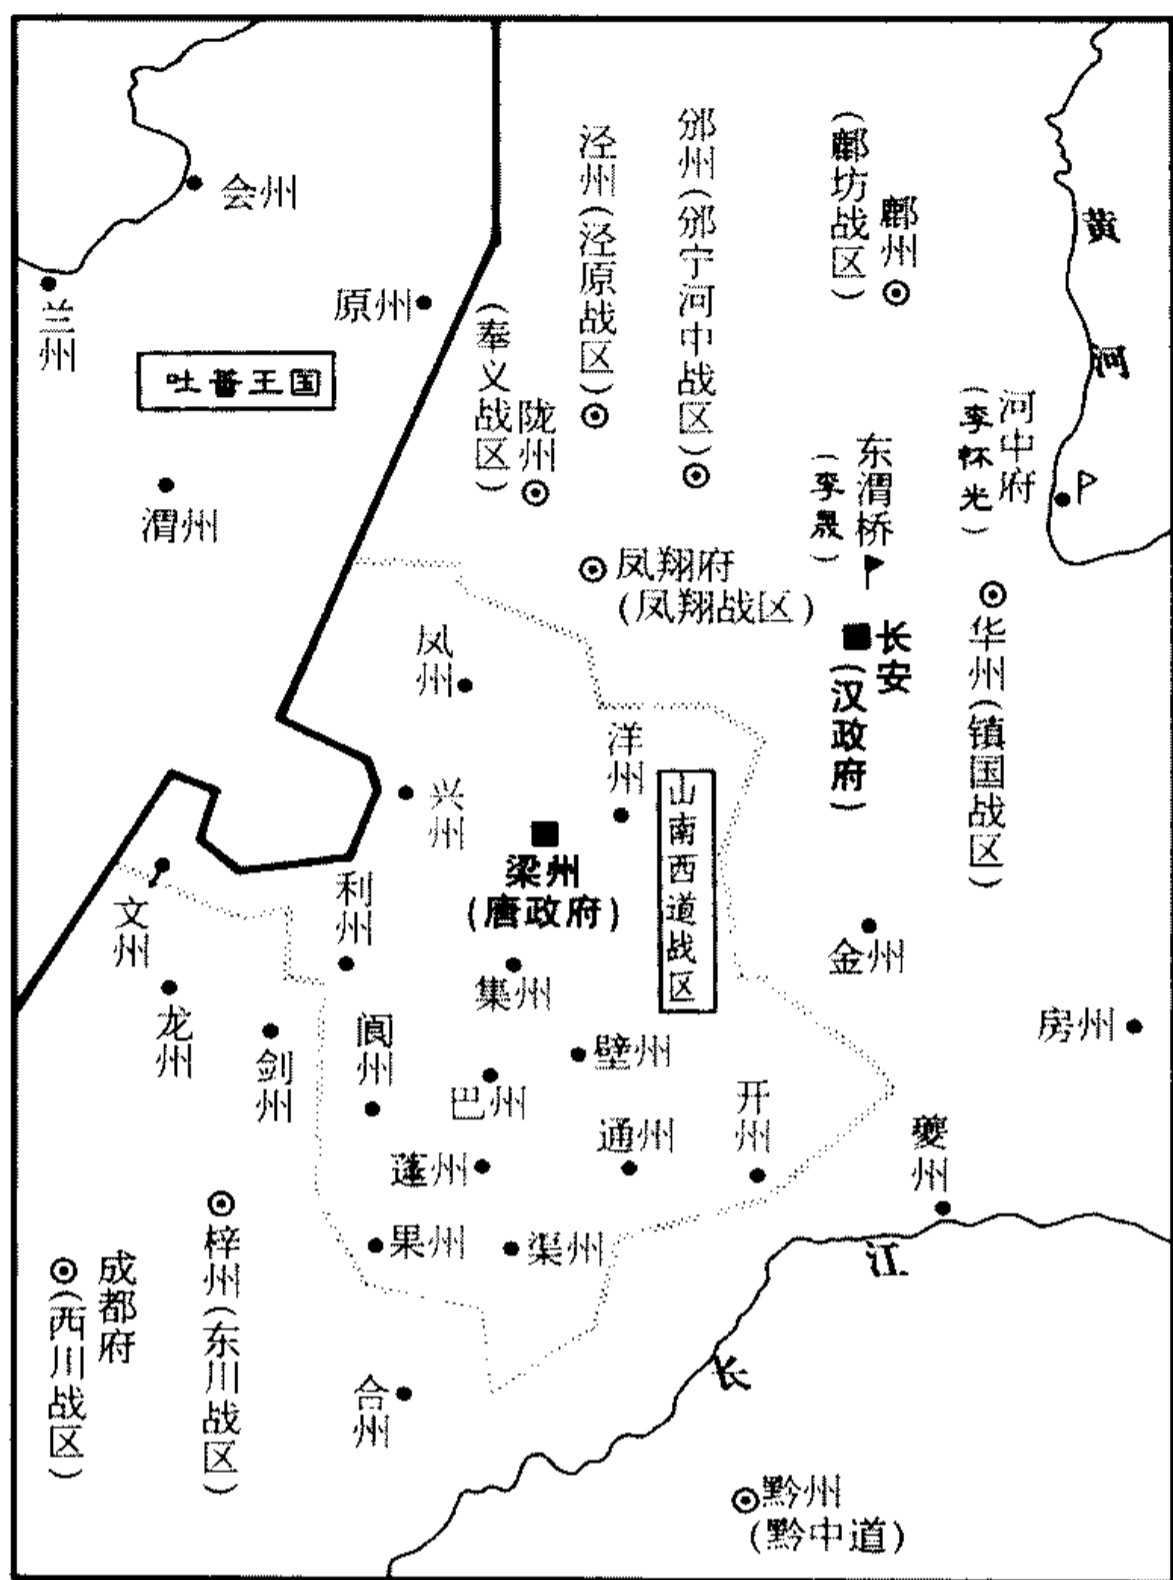 会州
兰州
原州
吐蕃王国
渭州
泾州(泾原战区)
邠州(邠宁河中战区)
(鄜坊战区)
鄜州
黄河
(奉义战区)
陇州
河中府
(李怀光)
东渭桥
(李晟)
凤翔府
(凤翔战区)
长安
(汉政府)
华州(镇国战区)
凤州
洋州
兴州
梁州
(唐政府)
山南西道战区
文州
利州
集州
金州
龙州
剑州
阆州
壁州
房州
巴州
开州
通州
夔州
蓬州
果州
渠州
成都府
(西川战区)
梓州(东川战区)
合州
长江
黔州
(黔中道)